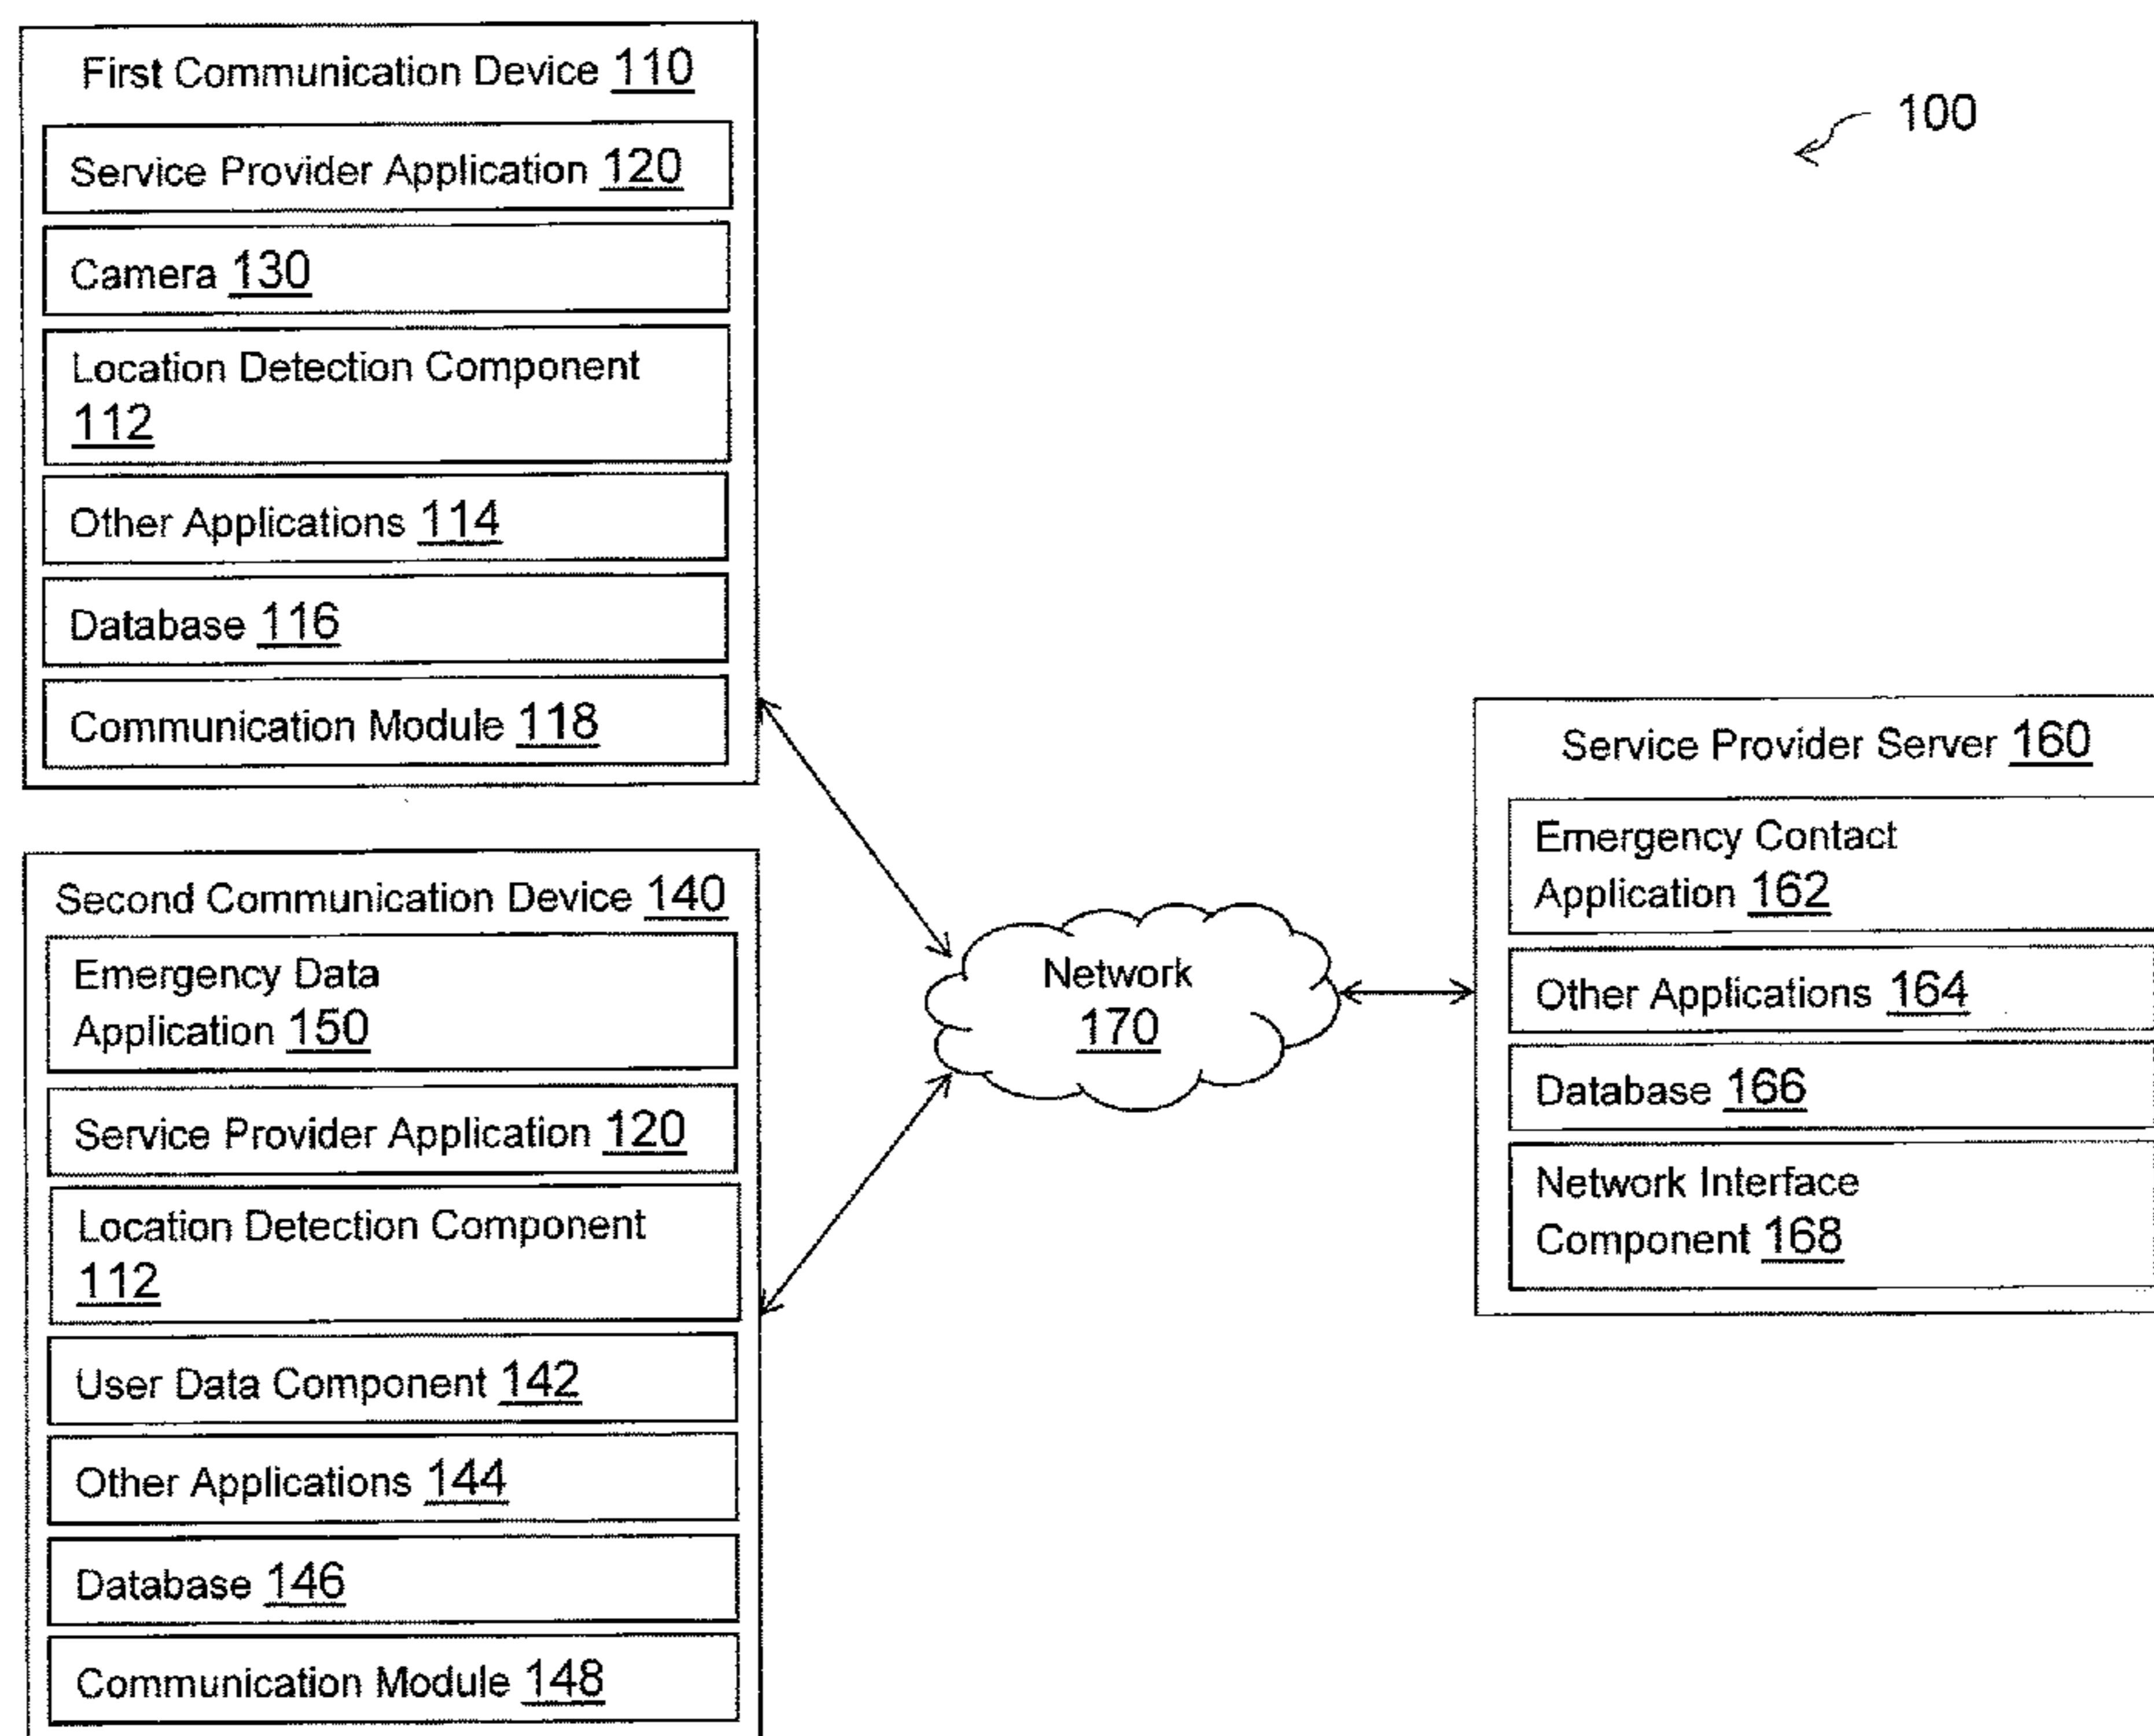 First Communication Device 110
Service Provider Application 120
Camera 130
Location Detection Component
112
Other Applications 114
Database 116
Communication Module 118
100
Second Communication Device 140
Emergency Data
Application 150
Service Provider Application 120
Location Detection Component
112
User Data Component 142
Other Applications 144
Database 146
Communication Module 148
Network
170
Service Provider Server 160
Emergency Contact
Application 162
Other Applications 164
Database 166
Network Interface
Component 168